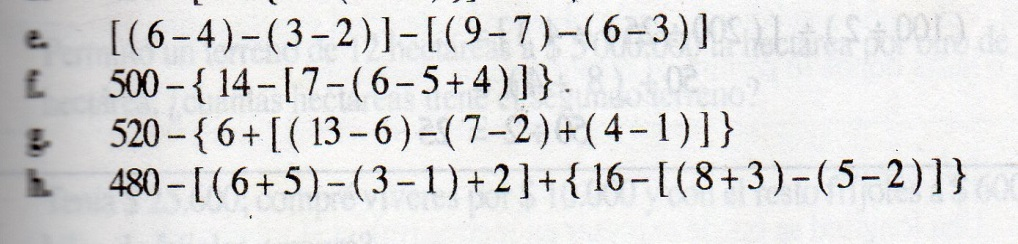 e. [(6-4)-(3-2)]-[(9-7)-(6-3)]
f. 500-{14-[7-(6-5+4)]}.
g. 520-{6+[(13-6)-(7-2)+(4-1)]}
h. 480-[(6+5)-(3-1)+2]+{16-[(8+3)-(5-2)]}